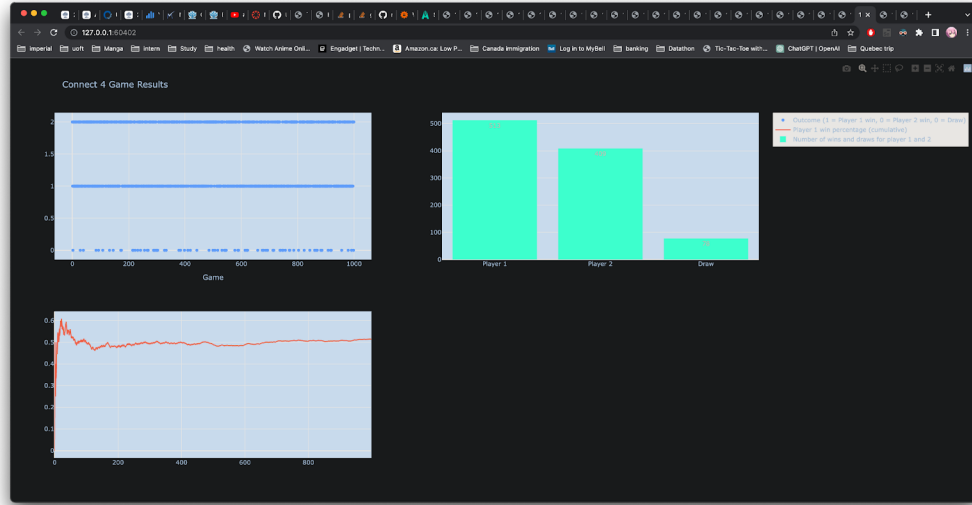 127.0.0.1:60402
Imperial uoft Manga intern Study health Watch Anime Onli... Engadget | Techn... Amazon.ca: Low P... Canada immigration Log in to MyBell banking Datathon Tic-Tac-Toe with... ChatGPT | OpenAI Quebec trip
Connect 4 Game Results
2
1.5
1
0.5
0
0 200 400 600 800 1000
Game
500
400
300
200
100
0
Player 1 Player 2 Draw
Outcome (1 = Player 1 win, 0 = Player 2 win, 0 = Draw)
Player 1 win percentage (cumulative)
Number of wins and draws for player 1 and 2
0.6
0.5
0.4
0.3
0.2
0.1
0
0 200 400 600 800